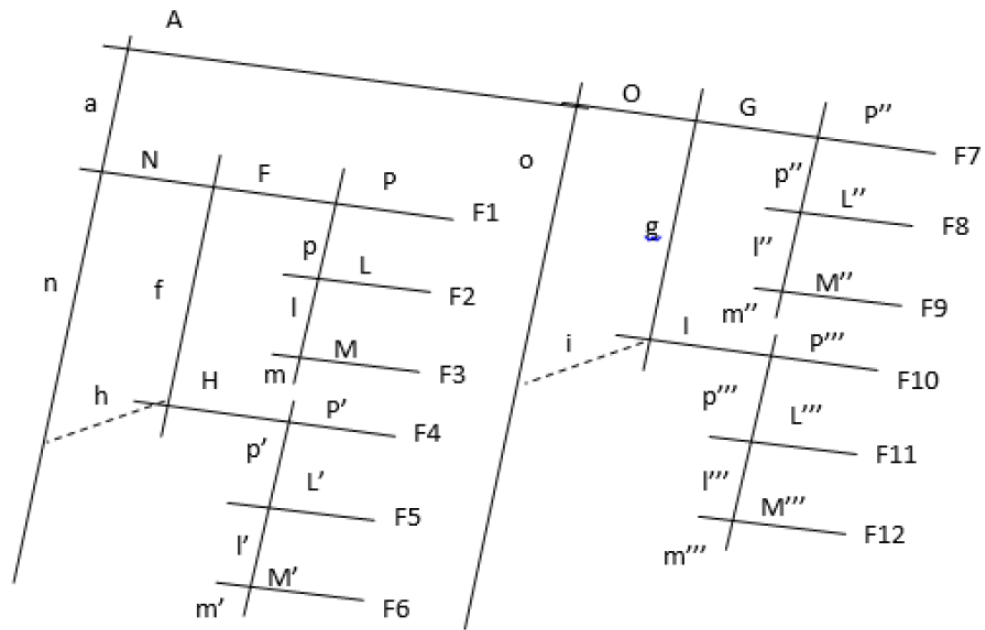 A
a
O
G
P’’
F7
N
F
P
F1
o
p’’
L’’
F8
g
l’’
p
L
F2
n
f
l
M’’
F9
m’’
M
F3
m
i
I
P’’’
F10
h
H
P’
F4
p’
p’’’
L’’’
F11
L’
F5
l’’’
M’’’
F12
l’
m’’’
M’
F6
m’